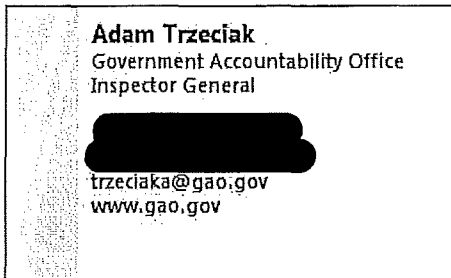 Adam Trzeciak
Government Accountability Office
Inspector General
trzeciaka@gao.gov
www.gao.gov